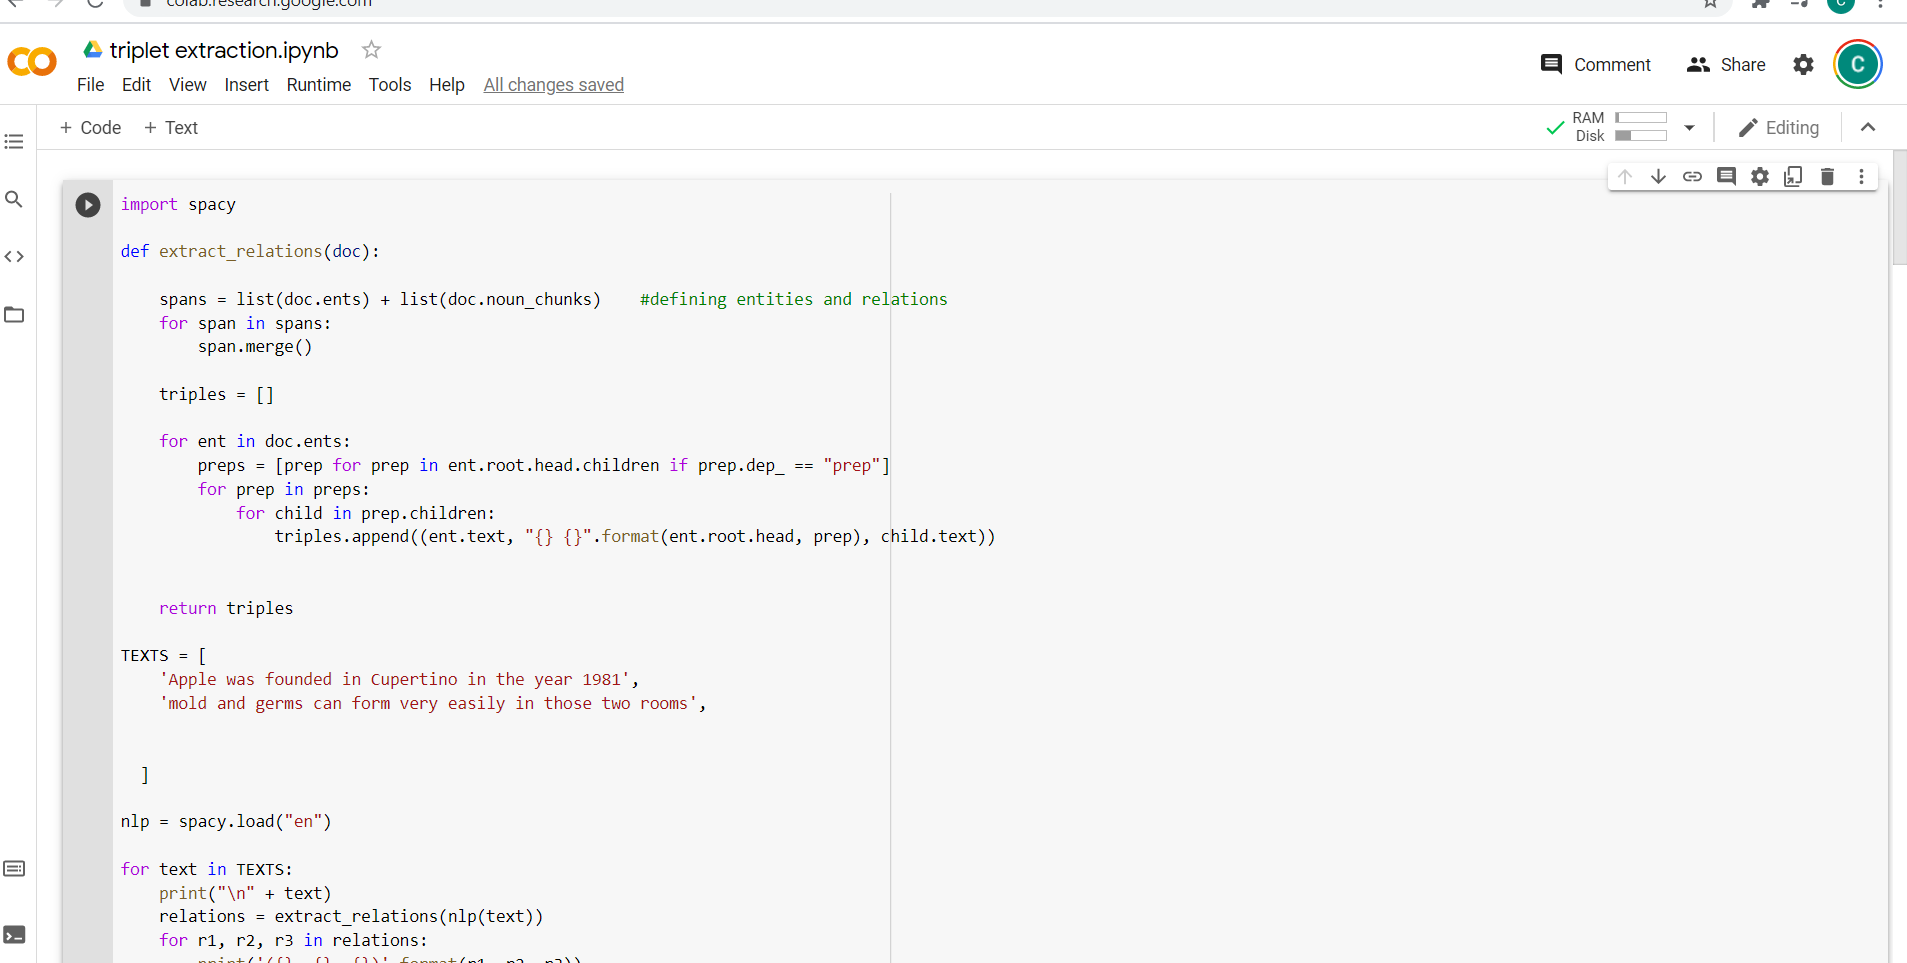 colab.research.google.com
C
triplet extraction.ipynb
File Edit View Insert Runtime Tools Help All changes saved
Comment Share C
+ Code + Text
RAM
Disk
Editing
import spacy
def extract_relations(doc):
    spans = list(doc.ents) + list(doc.noun_chunks)    #defining entities and relations
    for span in spans:
        span.merge()
    triples = []
    for ent in doc.ents:
        preps = [prep for prep in ent.root.head.children if prep.dep_ == "prep"]
        for prep in preps:
            for child in prep.children:
                triples.append((ent.text, "{} {}".format(ent.root.head, prep), child.text))
    return triples
TEXTS = [
    'Apple was founded in Cupertino in the year 1981',
    'mold and germs can form very easily in those two rooms',
  ]
nlp = spacy.load("en")
for text in TEXTS:
    print("\n" + text)
    relations = extract_relations(nlp(text))
    for r1, r2, r3 in relations:
        print('({}, {}, {})'.format(r1, r2, r3))